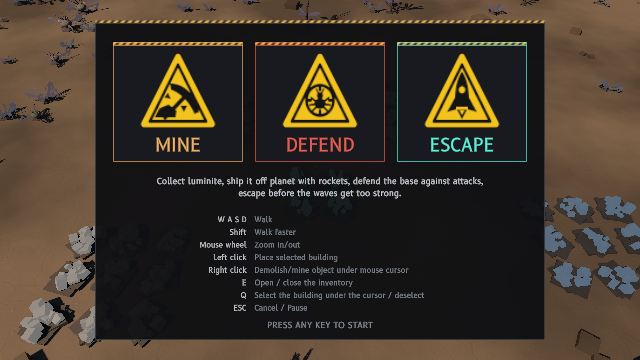 MINE
DEFEND
ESCAPE
Collect luminite, ship it off planet with rockets, defend the base against attacks,
escape before the waves get too strong.
W A S D Walk
Shift Walk faster
Mouse wheel Zoom in/out
Left click Place selected building
Right click Demolish/mine object under mouse cursor
E Open / close the inventory
Q Select the building under the cursor / deselect
ESC Cancel / Pause
PRESS ANY KEY TO START